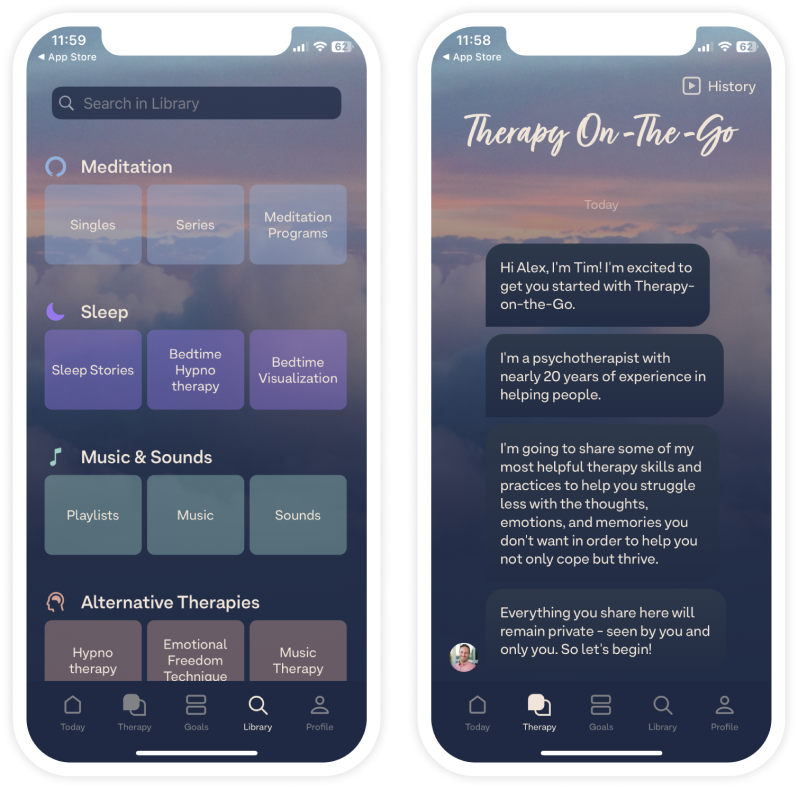 11:59
62
◀ App Store
Search in Library
Meditation
Singles
Series
Meditation
Programs
Sleep
Sleep Stories
Bedtime
Hypno
therapy
Bedtime
Visualization
Music & Sounds
Playlists
Music
Sounds
Alternative Therapies
Hypno
therapy
Emotional
Freedom
Technique
Music
Therapy
Today
Therapy
Goals
Library
Profile
11:58
62
◀ App Store
History
Therapy On-The-Go
Today
Hi Alex, I'm Tim! I'm excited to
get you started with Therapy-
on-the-Go.
I'm a psychotherapist with
nearly 20 years of experience in
helping people.
I'm going to share some of my
most helpful therapy skills and
practices to help you struggle
less with the thoughts,
emotions, and memories you
don't want in order to help you
not only cope but thrive.
Everything you share here will
remain private - seen by you and
only you. So let's begin!
Today
Therapy
Goals
Library
Profile